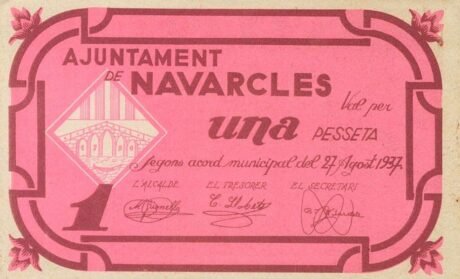 AJUNTAMENT
DE NAVARCLES
Val per
una PESSETA
Segons acord municipal del 27 Agost 1937.
L'ALCALDE EL TRESORER EL SECRETARI
1